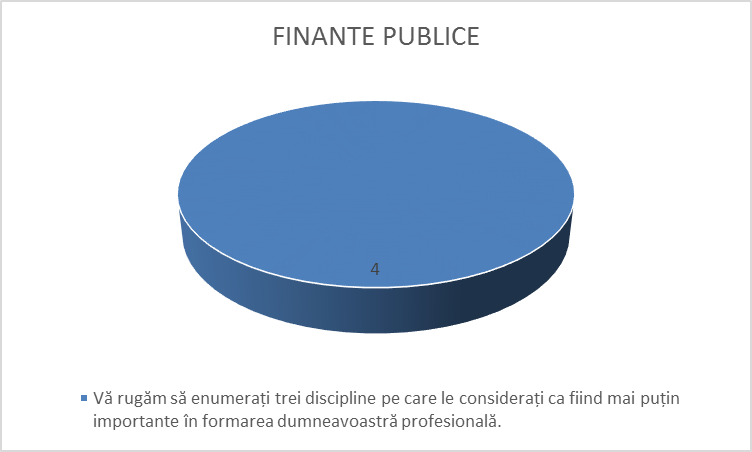 FINANTE PUBLICE
4
Vă rugăm să enumerați trei discipline pe care le considerați ca fiind mai puțin
importante în formarea dumneavoastră profesională.